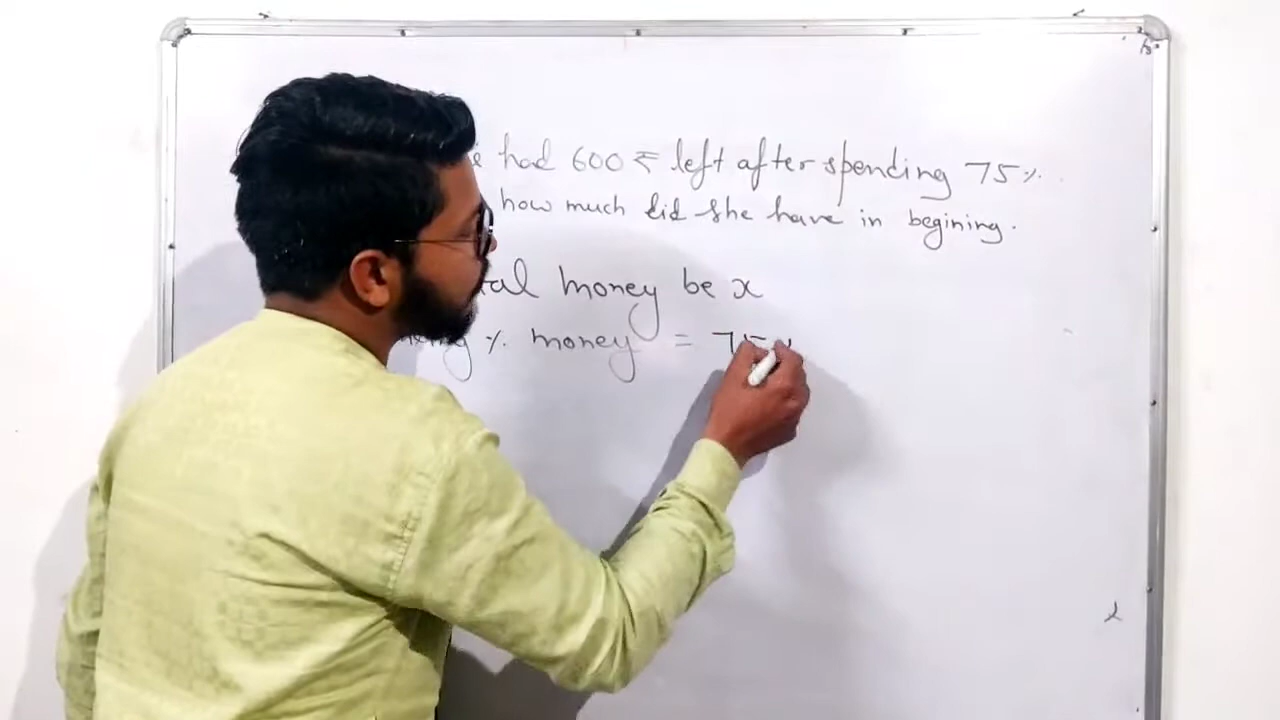 had 600 ₹ left after spending 75%
how much did she have in begining.
money be x
% money = 75%